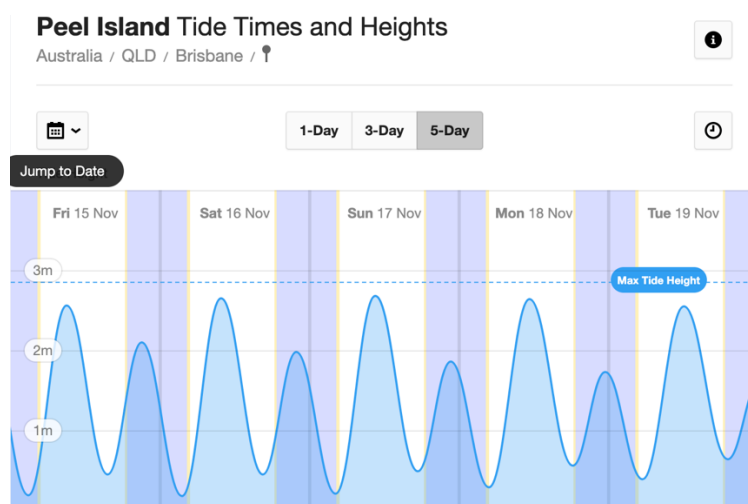 Peel Island Tide Times and Heights
Australia / QLD / Brisbane /
1-Day 3-Day 5-Day
Jump to Date
Fri 15 Nov Sat 16 Nov Sun 17 Nov Mon 18 Nov Tue 19 Nov
3m
Max Tide Height
2m
1m